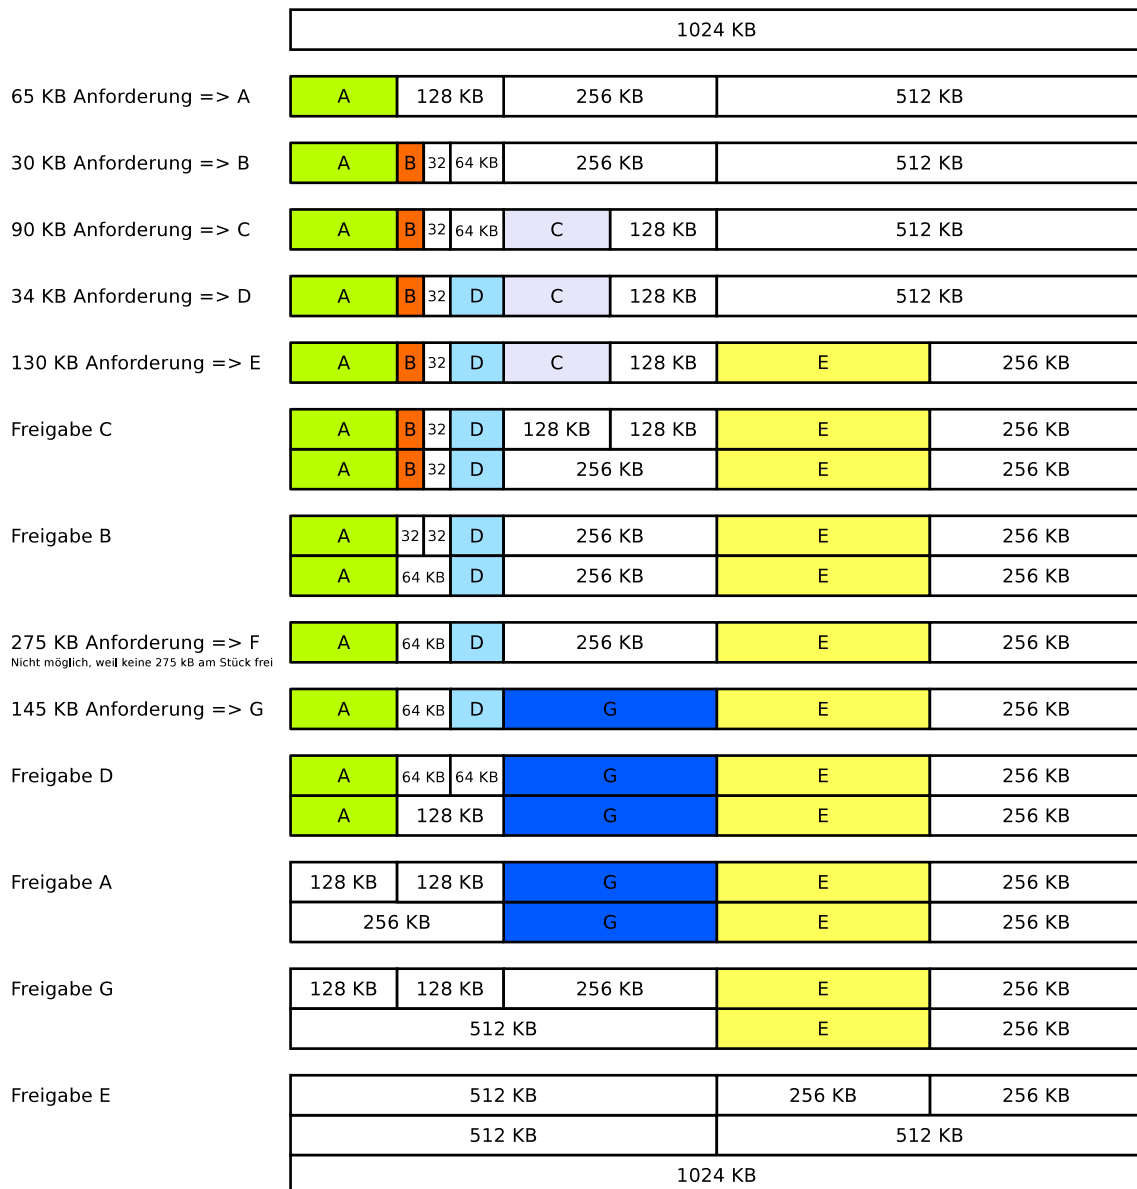 1024 KB
65 KB Anforderung => A A 128 KB 256 KB 512 KB
30 KB Anforderung => B A B 32 64 KB 256 KB 512 KB
90 KB Anforderung => C A B 32 64 KB C 128 KB 512 KB
34 KB Anforderung => D A B 32 D C 128 KB 512 KB
130 KB Anforderung => E A B 32 D C 128 KB E 256 KB
Freigabe C A B 32 D 128 KB 128 KB E 256 KB
A B 32 D 256 KB E 256 KB
Freigabe B A 32 32 D 256 KB E 256 KB
A 64 KB D 256 KB E 256 KB
275 KB Anforderung => F A 64 KB D 256 KB E 256 KB
Nicht möglich, weil keine 275 kB am Stück frei
145 KB Anforderung => G A 64 KB D G E 256 KB
Freigabe D A 64 KB 64 KB G E 256 KB
A 128 KB G E 256 KB
Freigabe A 128 KB 128 KB G E 256 KB
256 KB G E 256 KB
Freigabe G 128 KB 128 KB 256 KB E 256 KB
512 KB E 256 KB
Freigabe E 512 KB 256 KB 256 KB
512 KB 512 KB
1024 KB